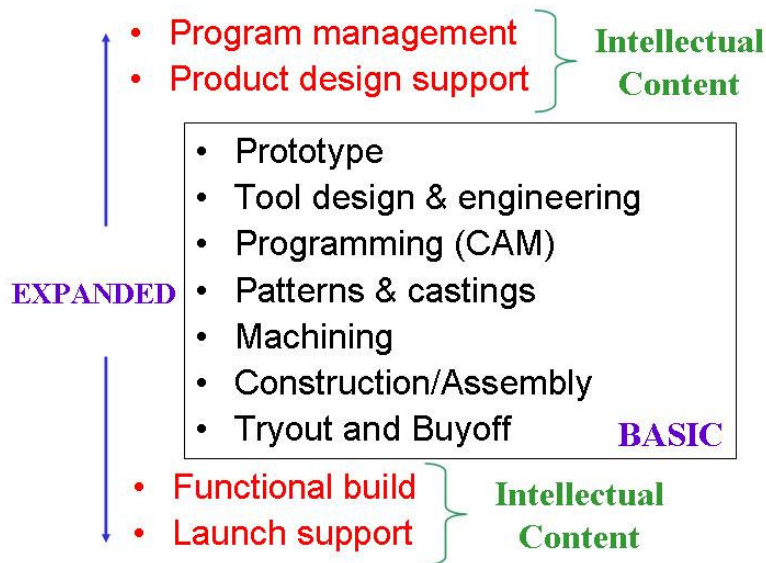 • Program management
• Product design support
Intellectual
Content
• Prototype
• Tool design & engineering
• Programming (CAM)
EXPANDED
• Patterns & castings
• Machining
• Construction/Assembly
• Tryout and Buyoff
BASIC
• Functional build
• Launch support
Intellectual
Content